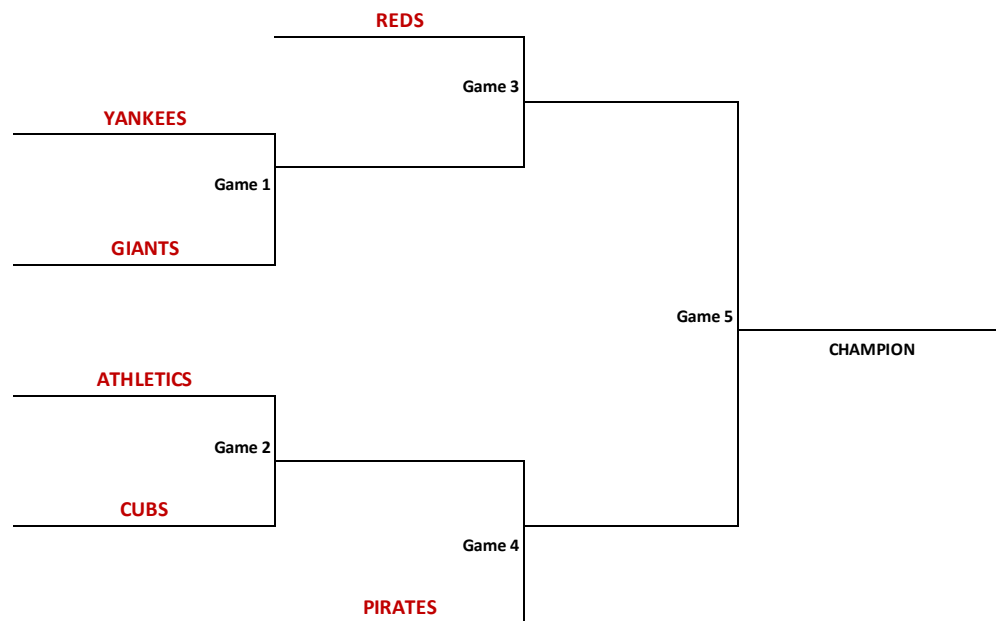 REDS
Game 3
YANKEES
Game 1
GIANTS
Game 5
CHAMPION
ATHLETICS
Game 2
CUBS
Game 4
PIRATES